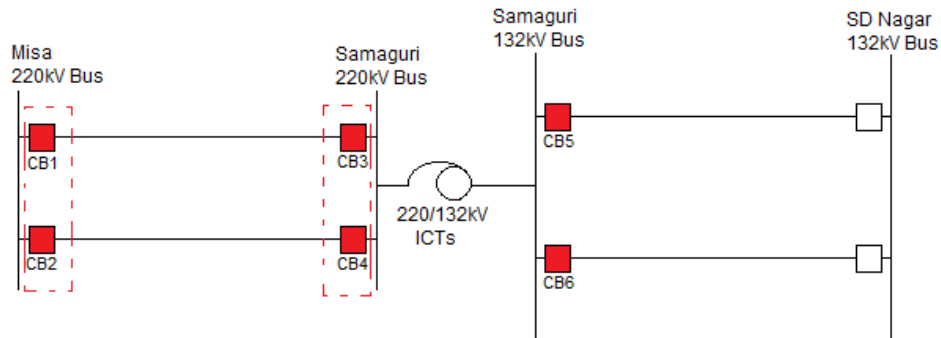 Misa
220kV Bus
Samaguri
220kV Bus
Samaguri
132kV Bus
SD Nagar
132kV Bus
CB1
CB3
CB5
220/132kV
ICTs
CB2
CB4
CB6